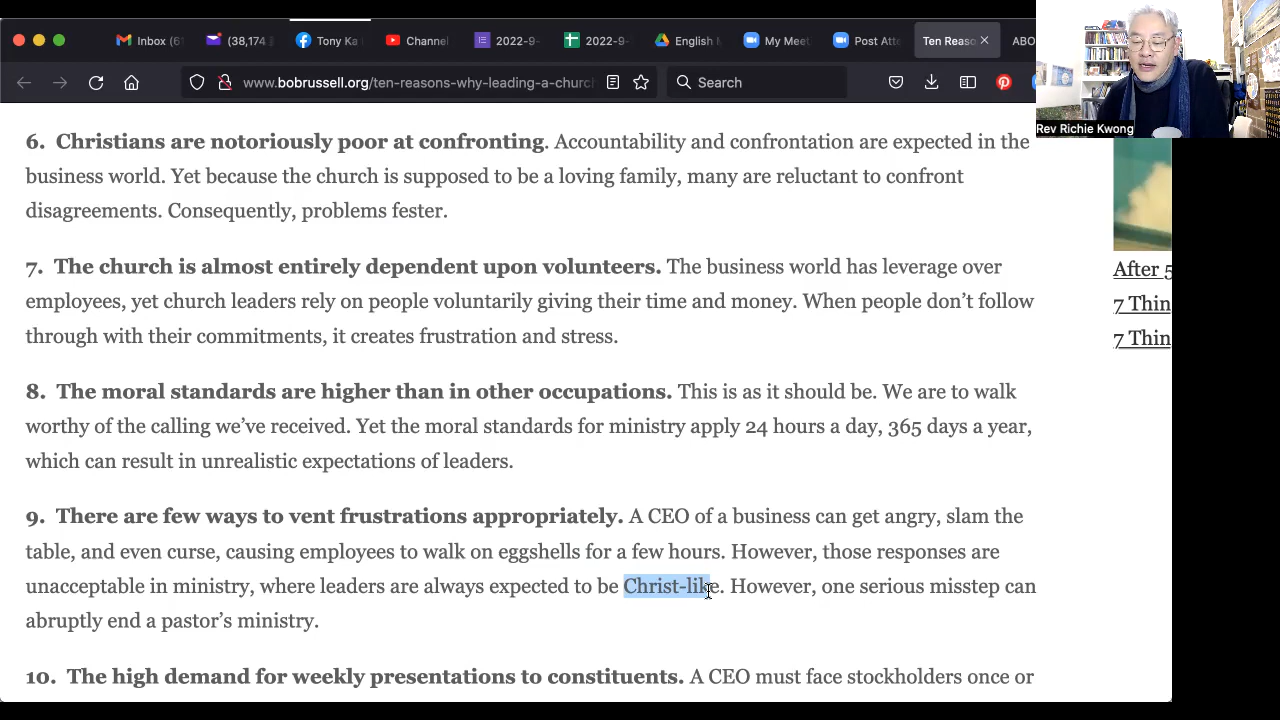 Inbox (6
(38,174
Tony Ka
Channel
2022-9-
2022-9-
English M
My Mee
Post Atte
Ten Reaso
ABO
www.bobrussell.org/ten-reasons-why-leading-a-church
Search
Rev Richie Kwong
6. Christians are notoriously poor at confronting. Accountability and confrontation are expected in the
business world. Yet because the church is supposed to be a loving family, many are reluctant to confront
disagreements. Consequently, problems fester.
7. The church is almost entirely dependent upon volunteers. The business world has leverage over
employees, yet church leaders rely on people voluntarily giving their time and money. When people don’t follow
through with their commitments, it creates frustration and stress.
8. The moral standards are higher than in other occupations. This is as it should be. We are to walk
worthy of the calling we’ve received. Yet the moral standards for ministry apply 24 hours a day, 365 days a year,
which can result in unrealistic expectations of leaders.
9. There are few ways to vent frustrations appropriately. A CEO of a business can get angry, slam the
table, and even curse, causing employees to walk on eggshells for a few hours. However, those responses are
unacceptable in ministry, where leaders are always expected to be Christ-like. However, one serious misstep can
abruptly end a pastor’s ministry.
10. The high demand for weekly presentations to constituents. A CEO must face stockholders once or
After 5
7 Thin
7 Thin